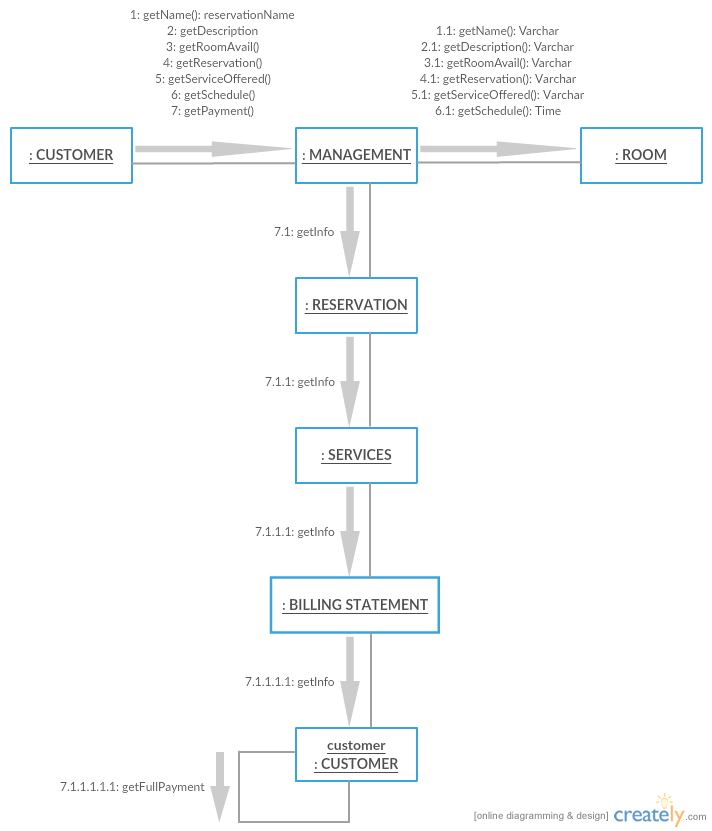 1: getName(): reservationName
2: getDescription
3: getRoomAvail()
4: getReservation()
5: getServiceOffered()
6: getSchedule()
7: getPayment()
1.1: getName(): Varchar
2.1: getDescription(): Varchar
3.1: getRoomAvail(): Varchar
4.1: getReservation(): Varchar
5.1: getServiceOffered(): Varchar
6.1: getSchedule(): Time
: CUSTOMER
: MANAGEMENT
: ROOM
7.1: getInfo
: RESERVATION
7.1.1: getInfo
: SERVICES
7.1.1.1: getInfo
: BILLING STATEMENT
7.1.1.1.1: getInfo
customer
: CUSTOMER
7.1.1.1.1.1: getFullPayment
[online diagramming & design] creately.com